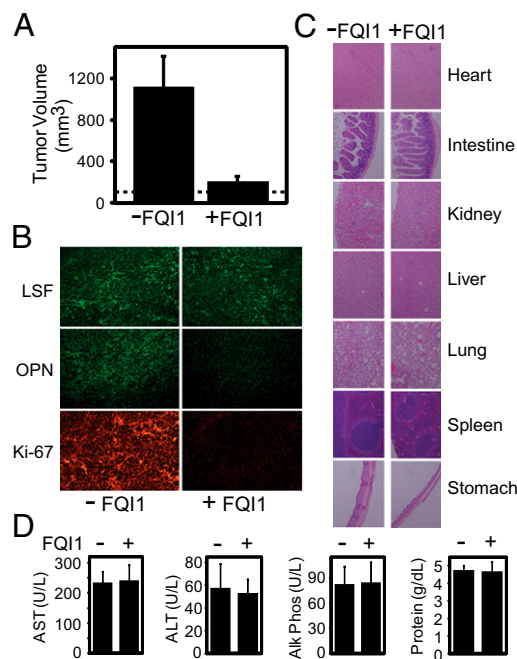 A
Tumor Volume
(mm³)
1200
800
400
0
-FQI1 +FQI1
B
LSF
OPN
Ki-67
- FQI1 + FQI1
C
-FQI1 +FQI1
Heart
Intestine
Kidney
Liver
Lung
Spleen
Stomach
D
FQI1 - +
AST (U/L)
300
200
100
0
- +
ALT (U/L)
80
60
40
20
0
- +
Alk Phos (U/L)
90
60
30
0
- +
Protein (g/dL)
5
4
3
2
1
0